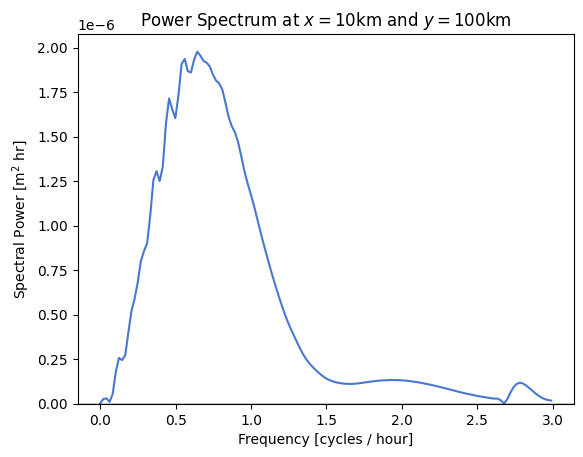 Power Spectrum at x = 10km and y = 100km
1e−6
2.00
1.75
1.50
1.25
1.00
0.75
0.50
0.25
0.00
Spectral Power [m² hr]
0.0 0.5 1.0 1.5 2.0 2.5 3.0
Frequency [cycles / hour]